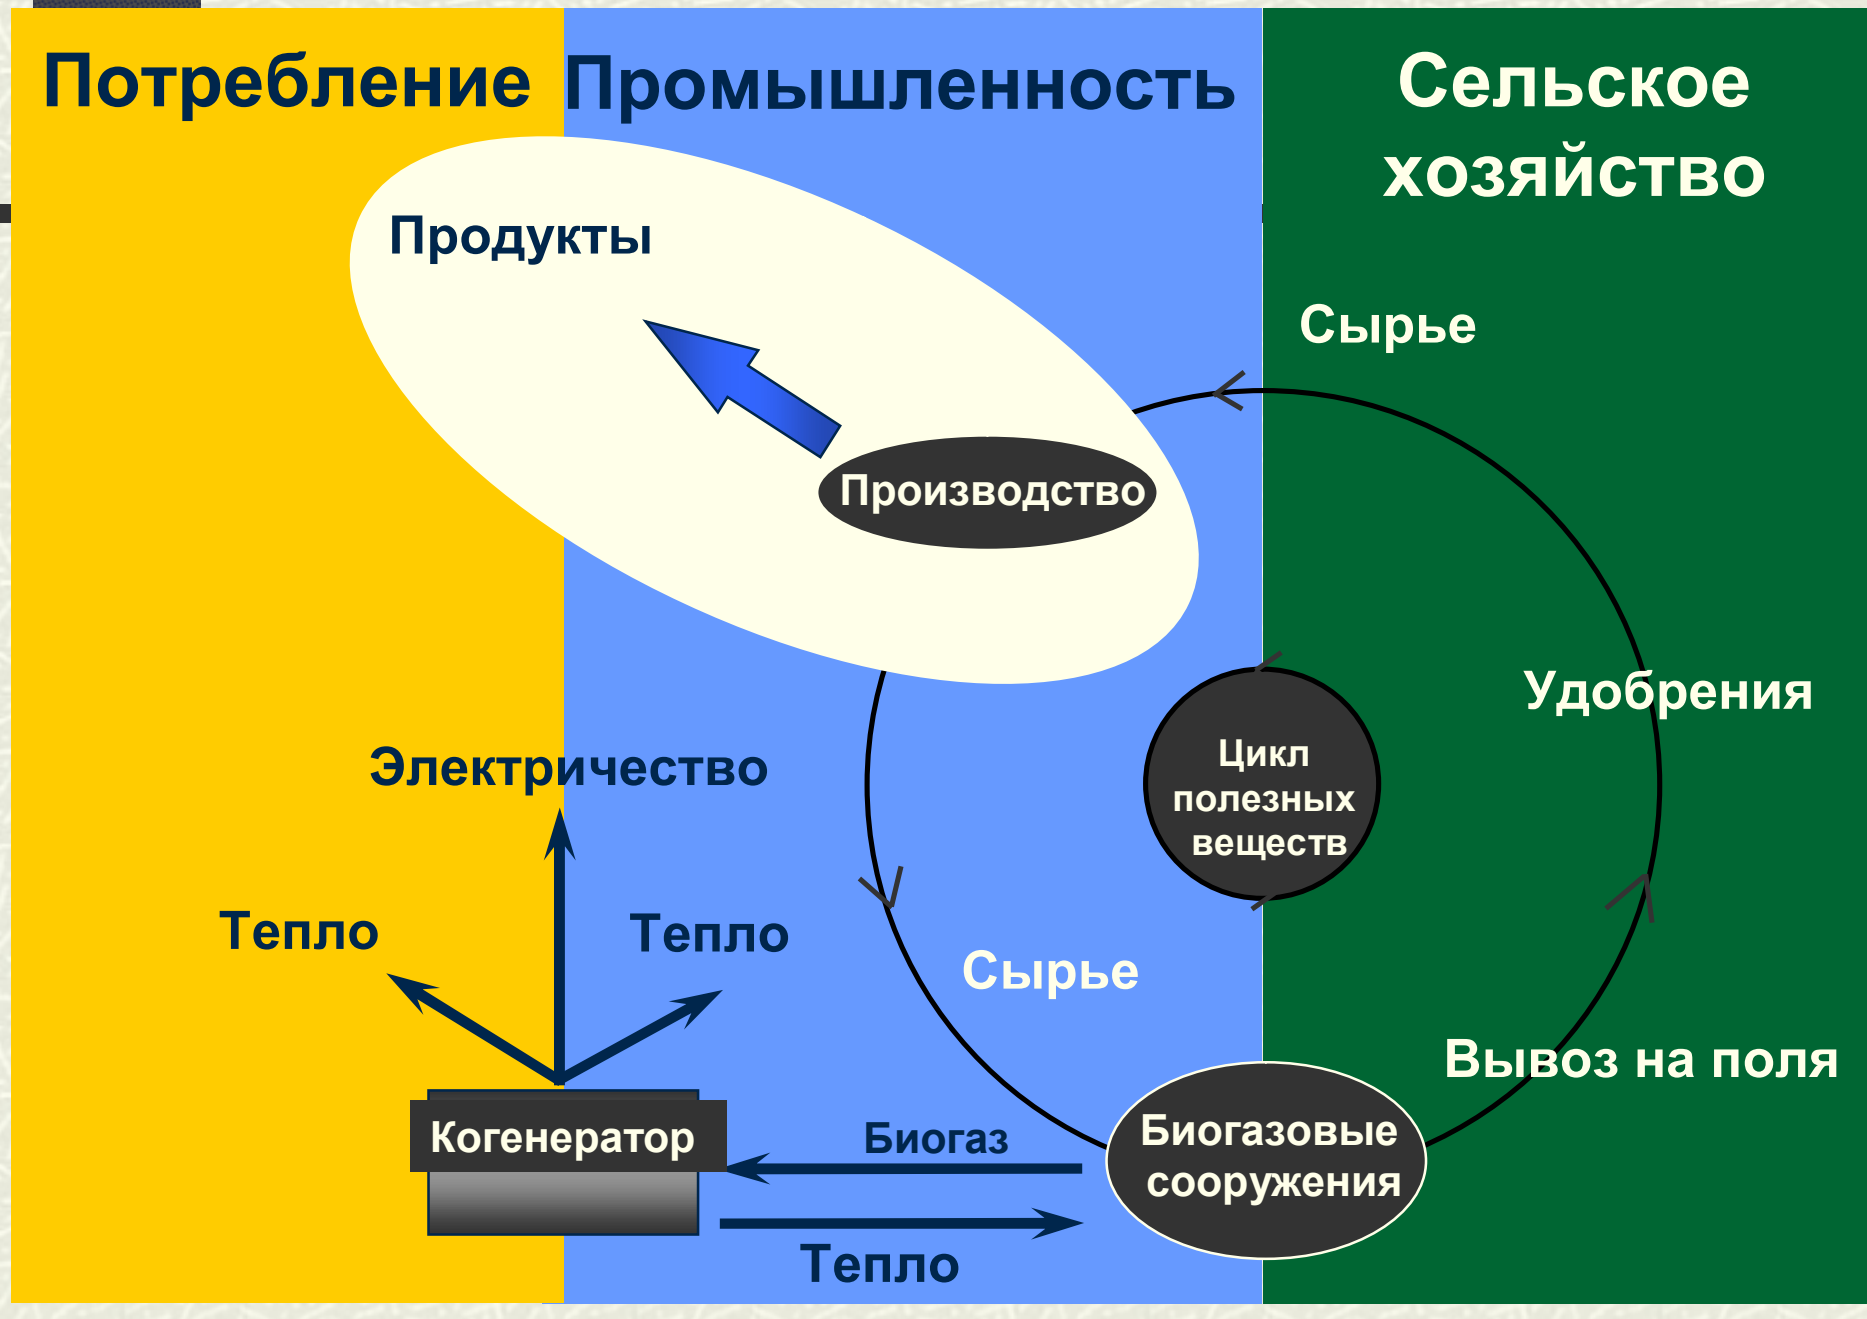 Потребление
Промышленность
Сельское
хозяйство
Продукты
Сырье
Производство
Удобрения
Электричество
Цикл
полезных
веществ
Тепло
Тепло
Сырье
Вывоз на поля
Когенератор
Биогаз
Биогазовые
сооружения
Тепло